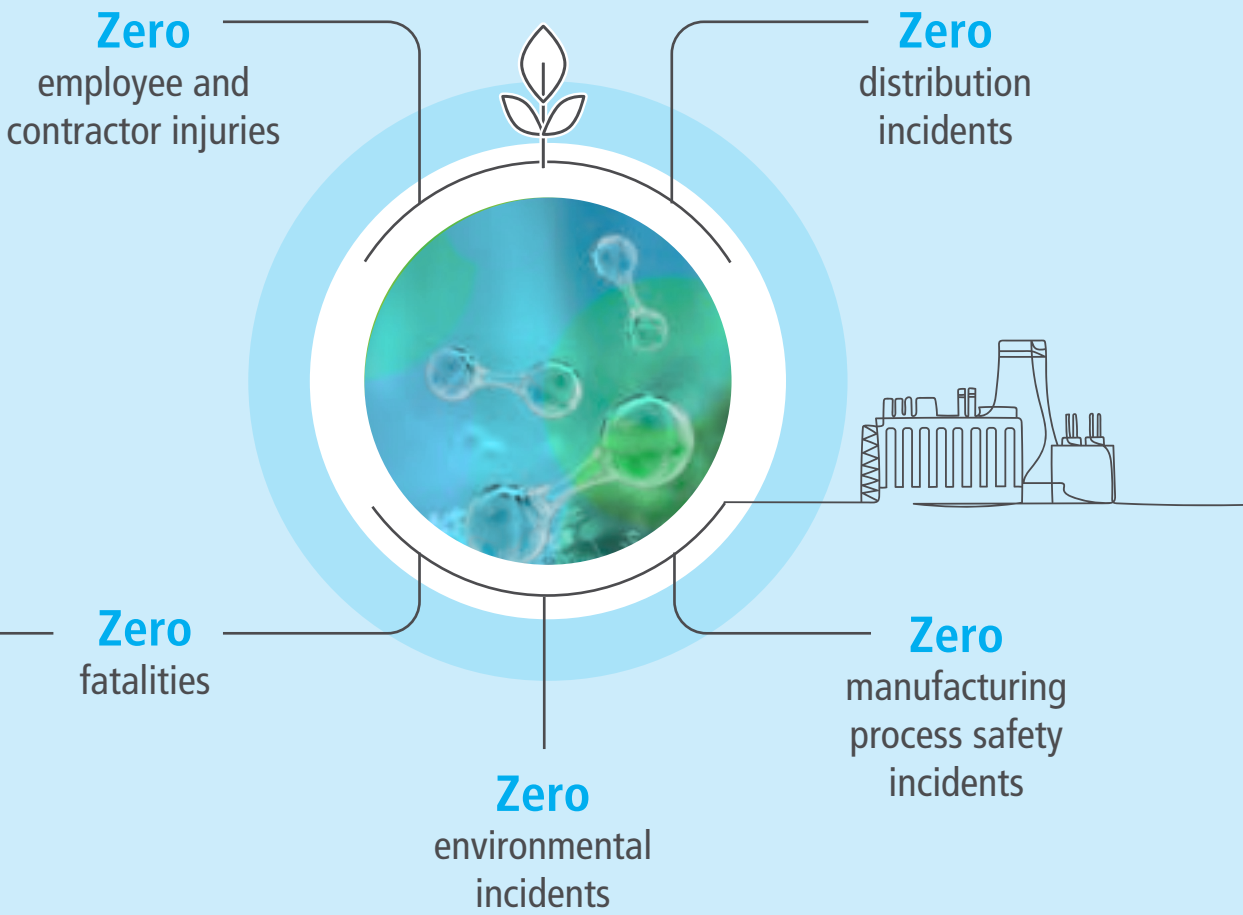 Zero
employee and
contractor injuries
Zero
distribution
incidents
Zero
fatalities
Zero
environmental
incidents
Zero
manufacturing
process safety
incidents